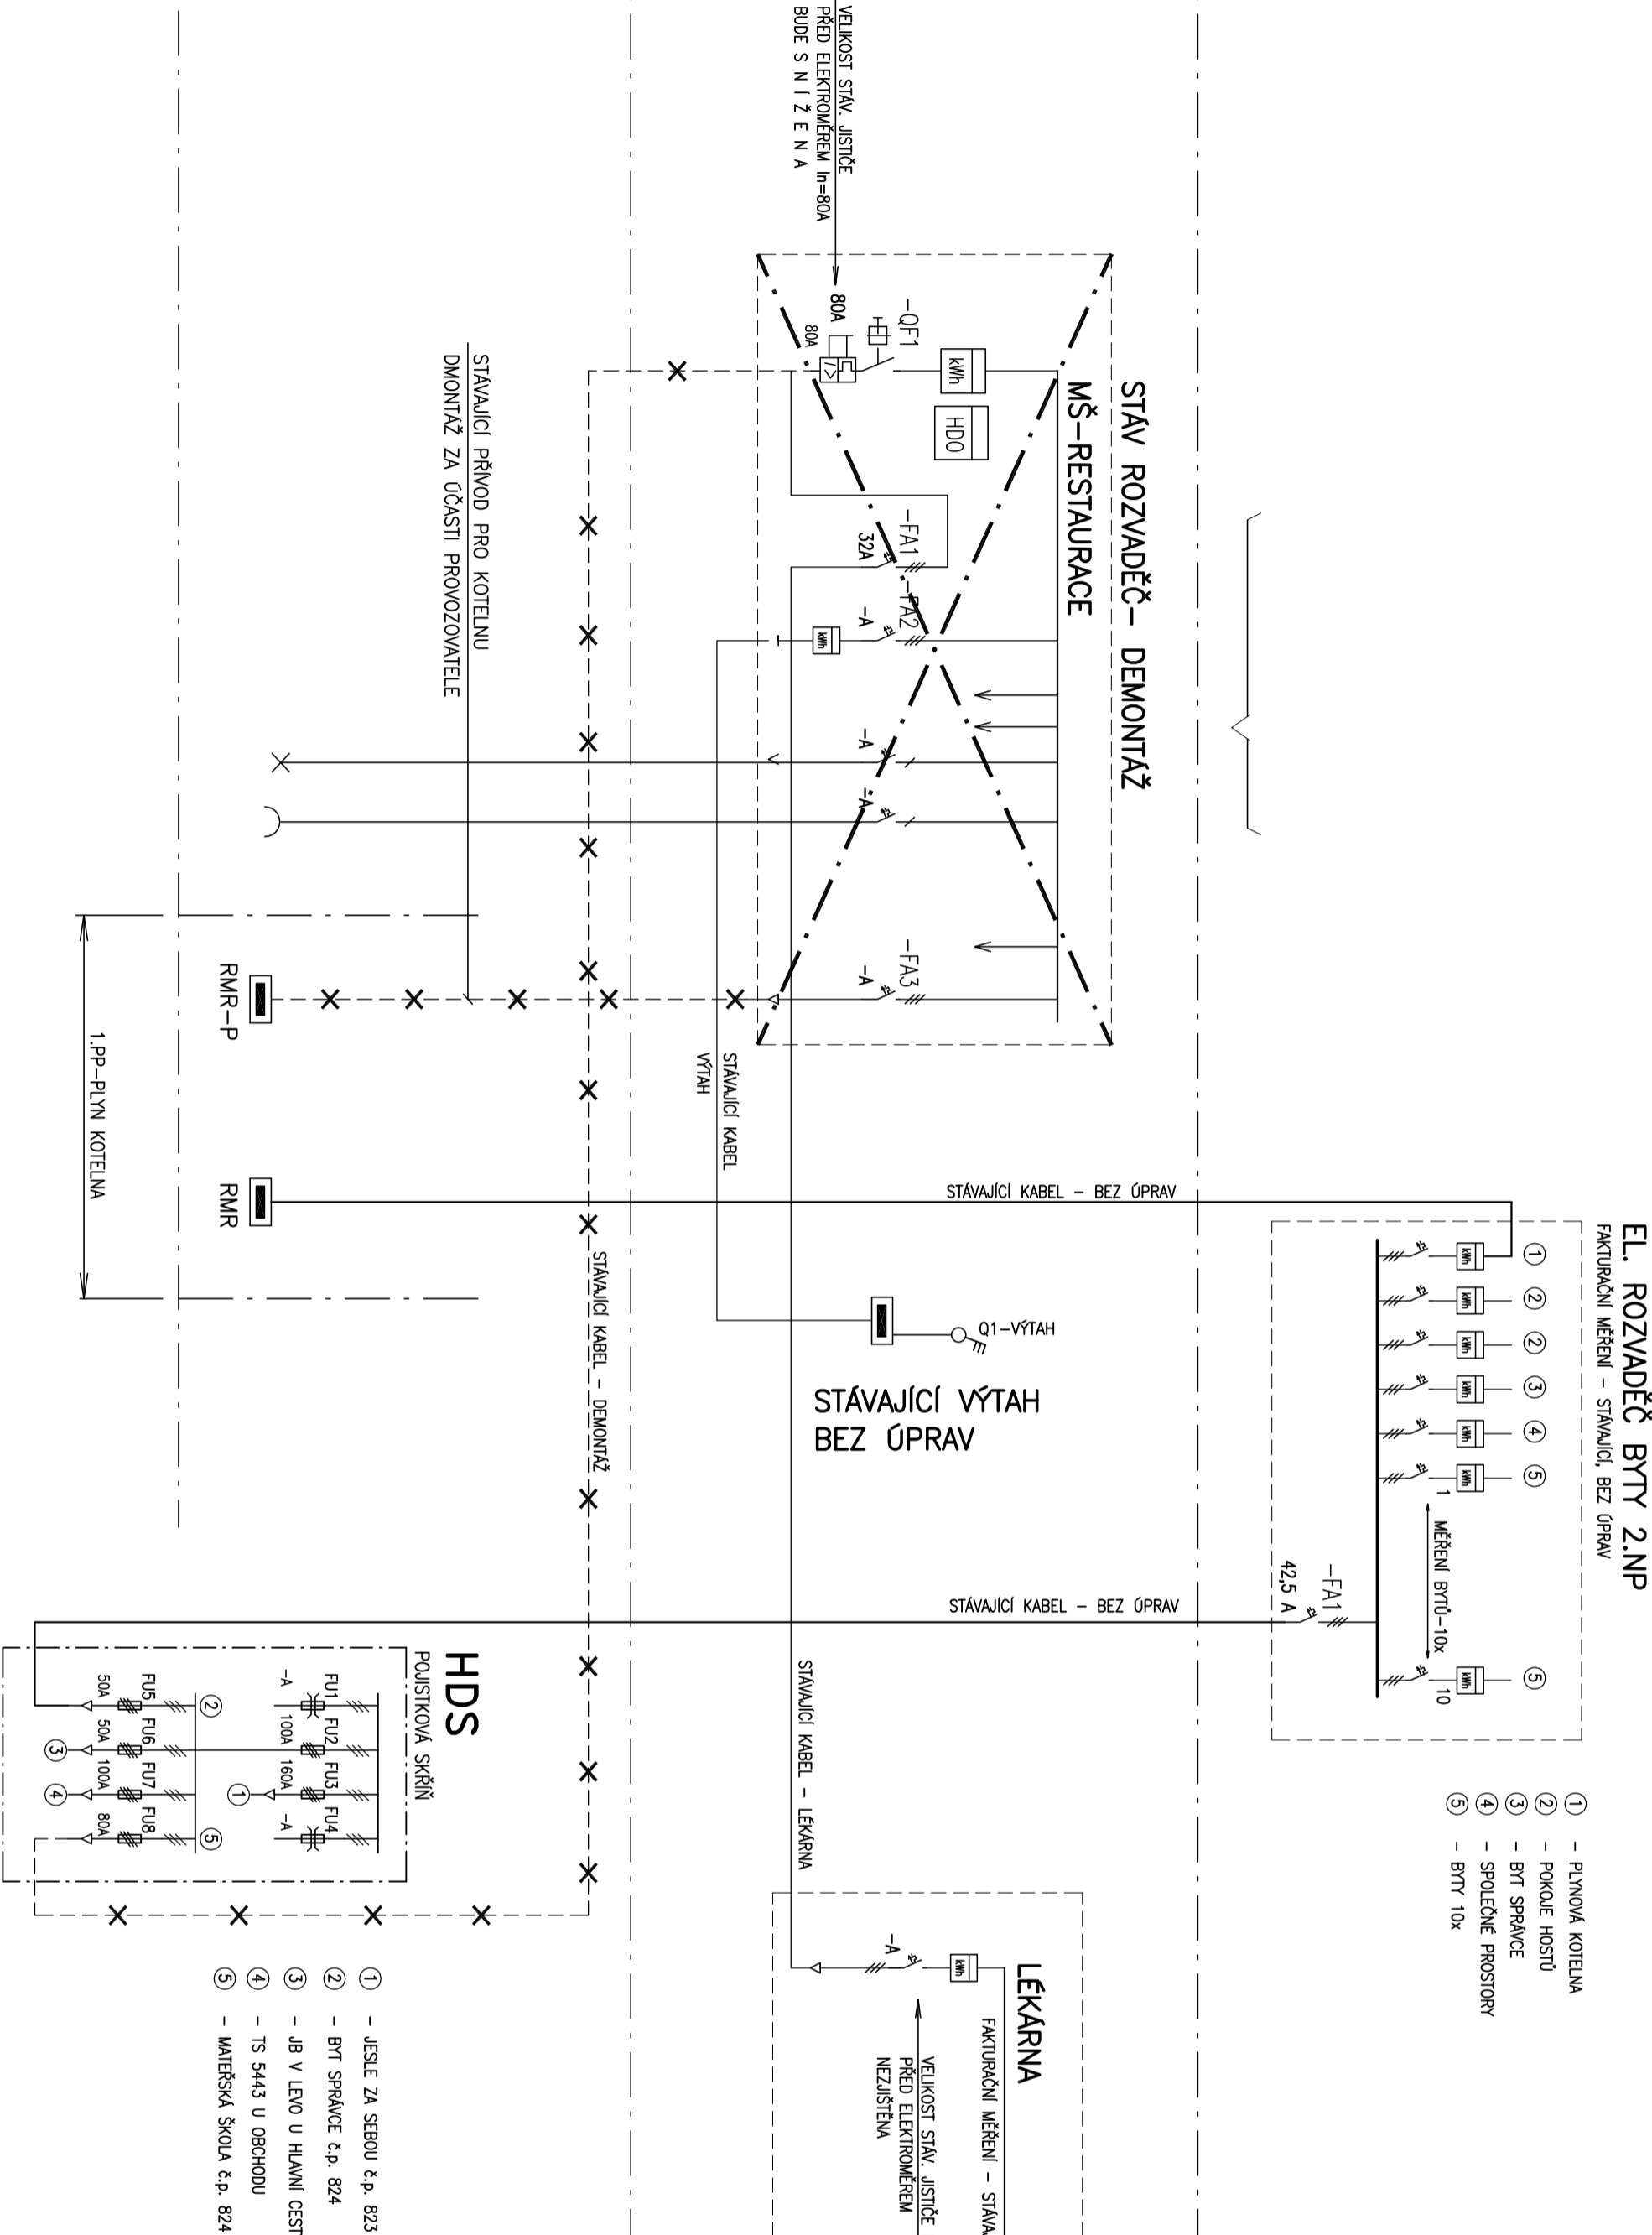 EL. ROZVADĚČ BYTY 2.NP
FAKTURAČNÍ MĚŘENÍ – STÁVAJÍCÍ, BEZ ÚPRAV
1
2
2
3
4
5
5
kWh
kWh
kWh
kWh
kWh
kWh
kWh
1
MĚŘENÍ BYTŮ–10x
10
–FA1
42,5 A
1 – PLYNOVÁ KOTELNA
2 – POKOJE HOSTŮ
3 – BYT SPRÁVCE
4 – SPOLEČNÉ PROSTORY
5 – BYTY 10x
STÁV ROZVADĚČ– DEMONTÁŽ
MŠ–RESTAURACE
kWh
HDO
–QF1
80A
80A
I>
–FA1
32A
–FA2
–A
kWh
–A
–A
–FA3
–A
VELIKOST STÁV. JISTIČE
PŘED ELEKTROMĚREM In=80A
BUDE S N Í Ž E N A
STÁVAJÍCÍ KABEL – BEZ ÚPRAV
STÁVAJÍCÍ KABEL – BEZ ÚPRAV
Q1–VÝTAH
STÁVAJÍCÍ VÝTAH
BEZ ÚPRAV
STÁVAJÍCÍ KABEL
VÝTAH
STÁVAJÍCÍ KABEL – LÉKÁRNA
STÁVAJÍCÍ KABEL – DEMONTÁŽ
LÉKÁRNA
FAKTURAČNÍ MĚŘENÍ – STÁVA
kWh
–A
VELIKOST STÁV. JISTIČE
PŘED ELEKTROMĚREM
NEZJIŠTĚNA
STÁVAJÍCÍ PŘÍVOD PRO KOTELNU
DMONTÁŽ ZA ÚČASTI PROVOZOVATELE
RMR–P
RMR
1.PP–PLYN KOTELNA
HDS
POJISTKOVÁ SKŘÍŇ
FU1 FU2 FU3 FU4
–A 100A 160A –A
1
2
5
FU5 FU6 FU7 FU8
50A 50A 100A 80A
3
4
1 – JESLE ZA SEBOU č.p. 823
2 – BYT SPRÁVCE č.p. 824
3 – JB V LEVO U HLAVNÍ CEST
4 – TS 5443 U OBCHODU
5 – MATEŘSKÁ ŠKOLA č.p. 824